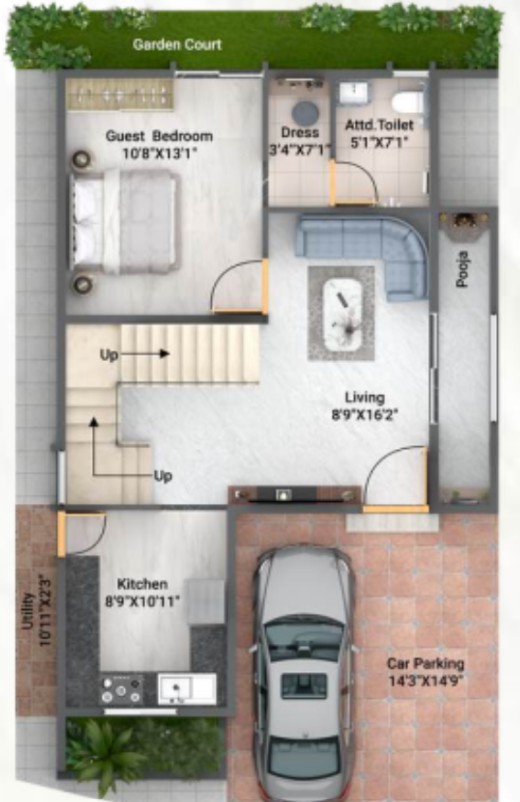 Garden Court
Guest Bedroom
10'8"X13'1"
Dress
3'4"X7'1"
Attd.Toilet
5'1"X7'1"
Pooja
Up
Living
8'9"X16'2"
Up
Kitchen
8'9"X10'11"
Utility
10'11"X2'3"
Car Parking
14'3"X14'9"